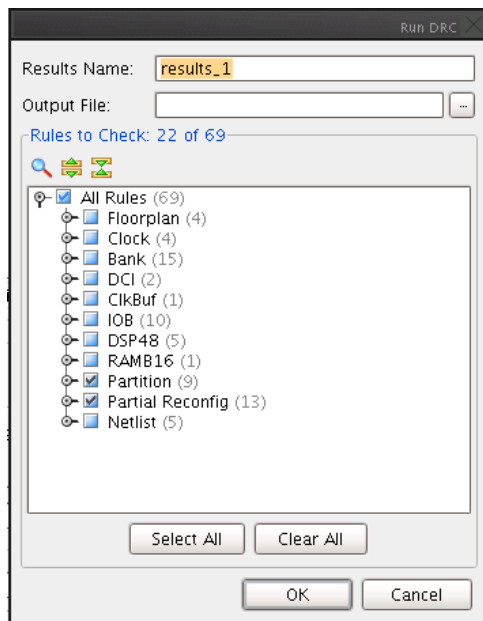 Run DRC
Results Name: results_1
Output File:
...
Rules to Check: 22 of 69
All Rules (69)
Floorplan (4)
Clock (4)
Bank (15)
DCI (2)
ClkBuf (1)
IOB (10)
DSP48 (5)
RAMB16 (1)
Partition (9)
Partial Reconfig (13)
Netlist (5)
Select All Clear All
OK Cancel